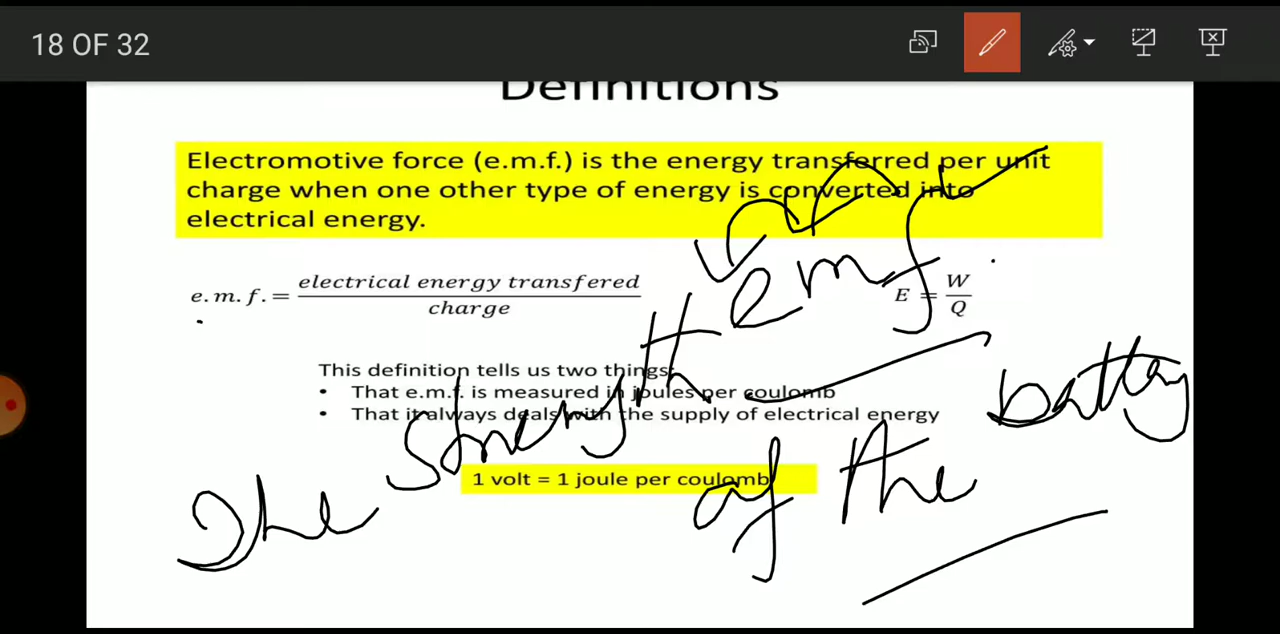 18 OF 32
Definitions
Electromotive force (e.m.f.) is the energy transferred per unit
charge when one other type of energy is converted into
electrical energy.
e. m. f. = electrical energy transfered / charge
E = W / Q
This definition tells us two things:
• That e.m.f. is measured in joules per coulomb
• That it always deals with the supply of electrical energy
1 volt = 1 joule per coulomb
emf
The strength
of the battery